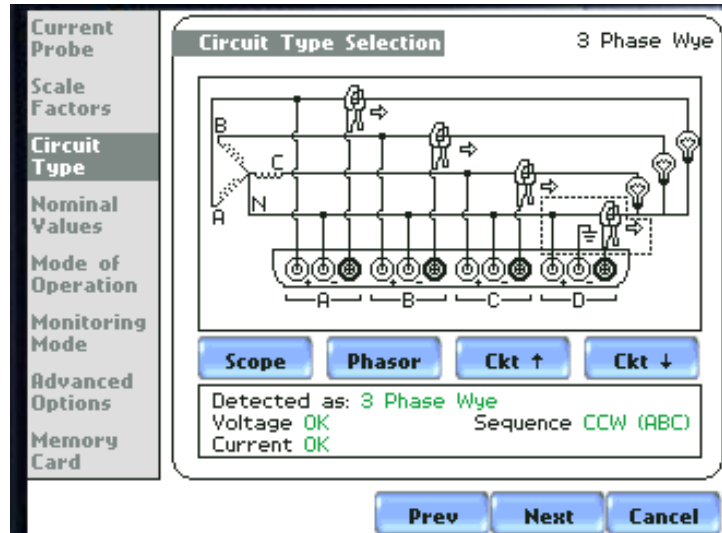 Current
Probe
Scale
Factors
Circuit
Type
Nominal
Values
Mode of
Operation
Monitoring
Mode
Advanced
Options
Memory
Card
Circuit Type Selection
3 Phase Wye
B
C
A
N
+ - + - + - + -
A B C D
Scope
Phasor
Ckt ↑
Ckt ↓
Detected as: 3 Phase Wye
Voltage OK
Sequence CCW (ABC)
Current OK
Prev
Next
Cancel